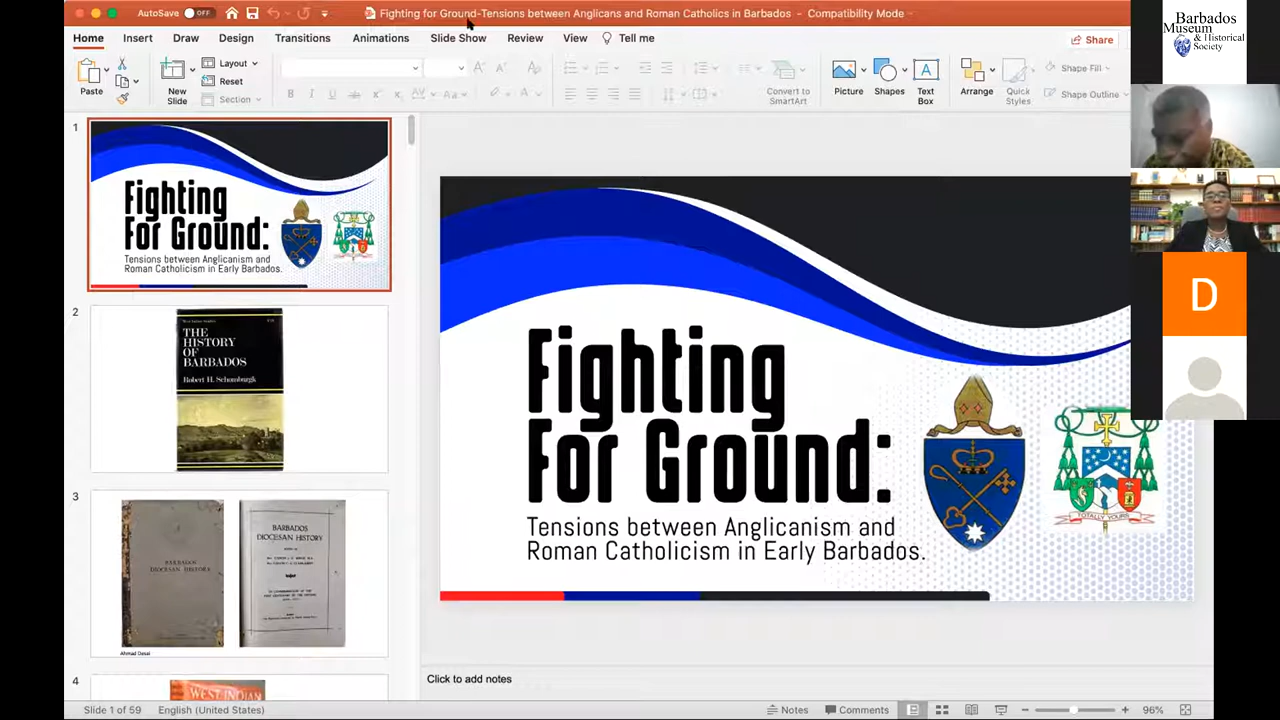 AutoSave OFF
Fighting for Ground-Tensions between Anglicans and Roman Catholics in Barbados - Compatibility Mode
Home Insert Draw Design Transitions Animations Slide Show Review View Tell me
Share
Paste
New Slide
Layout
Reset
Section
Convert to SmartArt
Picture
Shapes
Text Box
Arrange
Quick Styles
Shape Fill
Shape Outline
Barbados
Museum
& Historical
Society
1
Fighting
For Ground:
Tensions between Anglicanism and
Roman Catholicism in Early Barbados.
2
THE
HISTORY
OF
BARBADOS
Robert H. Schomburgk
3
BARBADOS
DIOCESAN HISTORY
BARBADOS
DIOCESAN HISTORY
Ahmad Desai
4
WEST INDIAN
Fighting
For Ground:
Tensions between Anglicanism and
Roman Catholicism in Early Barbados.
TOTALLY YOURS
D
Click to add notes
Slide 1 of 59 English (United States) Notes Comments 96%